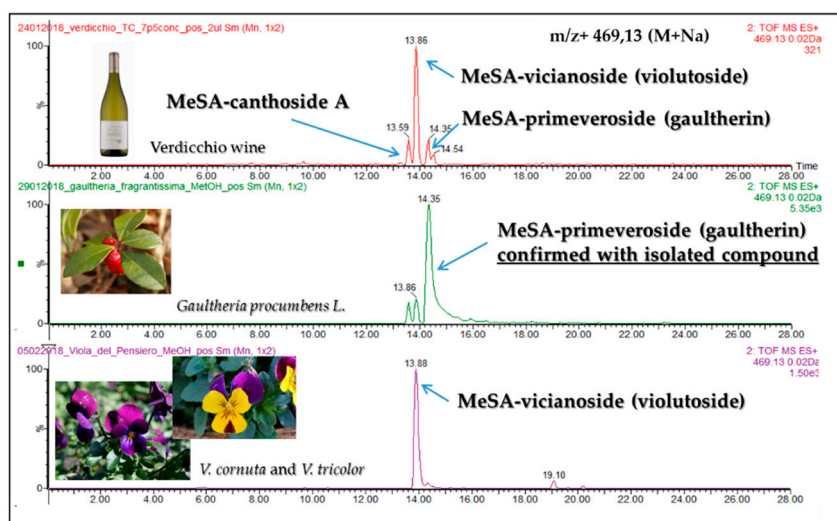 24012018_verdicchio_TC_7p5conc_pos_2ul Sm (Mn, 1x2)
2: TOF MS ES+
469.13 0.02Da
321
m/z+ 469,13 (M+Na)
100
13.86
MeSA-vicianoside (violutoside)
MeSA-canthoside A
MeSA-primeveroside (gaultherin)
%
13.59
14.35
14.54
Verdicchio wine
0
Time
2.00 4.00 6.00 8.00 10.00 12.00 14.00 16.00 18.00 20.00 22.00 24.00 26.00 28.00
29012018_gaultheria_fragrantissima_MetOH_pos Sm (Mn, 1x2)
2: TOF MS ES+
469.13 0.02Da
5.35e3
100
14.35
MeSA-primeveroside (gaultherin)
confirmed with isolated compound
%
13.86
Gaultheria procumbens L.
0
2.00 4.00 6.00 8.00 10.00 12.00 14.00 16.00 18.00 20.00 22.00 24.00 26.00 28.00
Viola_del_Pensiero_MeOH_pos Sm (Mn, 1x2)
2: TOF MS ES+
469.13 0.02Da
1.50e3
100
13.88
MeSA-vicianoside (violutoside)
%
V. cornuta and V. tricolor
19.10
0
2.00 4.00 6.00 8.00 10.00 12.00 14.00 16.00 18.00 20.00 22.00 24.00 26.00 28.00